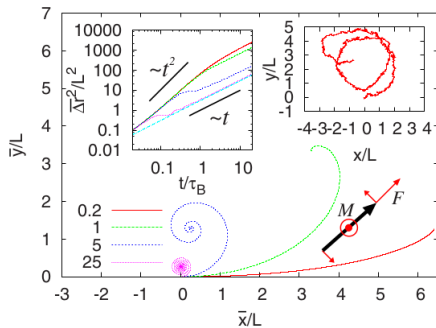 ȳ/L
7
6
5
4
3
2
1
0
-3 -2 -1 0 1 2 3 4 5 6
x̄/L
0.2
1
5
25
Δ̅r²/L²
10000
1000
100
10
1
0.1
0.01
0.1 1 10
t/τ_B
~t²
~t
y/L
5
4
3
2
1
0
-1
-4-3-2-1 0 1 2 3 4
x/L
M
F